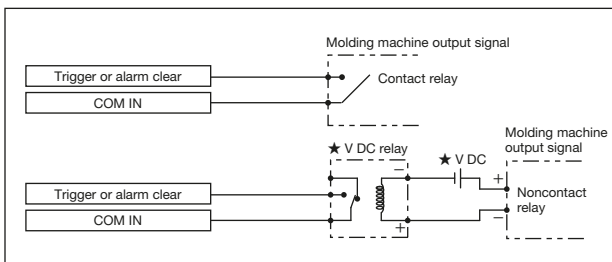 Molding machine output signal
Trigger or alarm clear
Contact relay
COM IN
Molding machine
output signal
★ V DC relay
★ V DC
−
+
Trigger or alarm clear
Noncontact
relay
COM IN
+
−